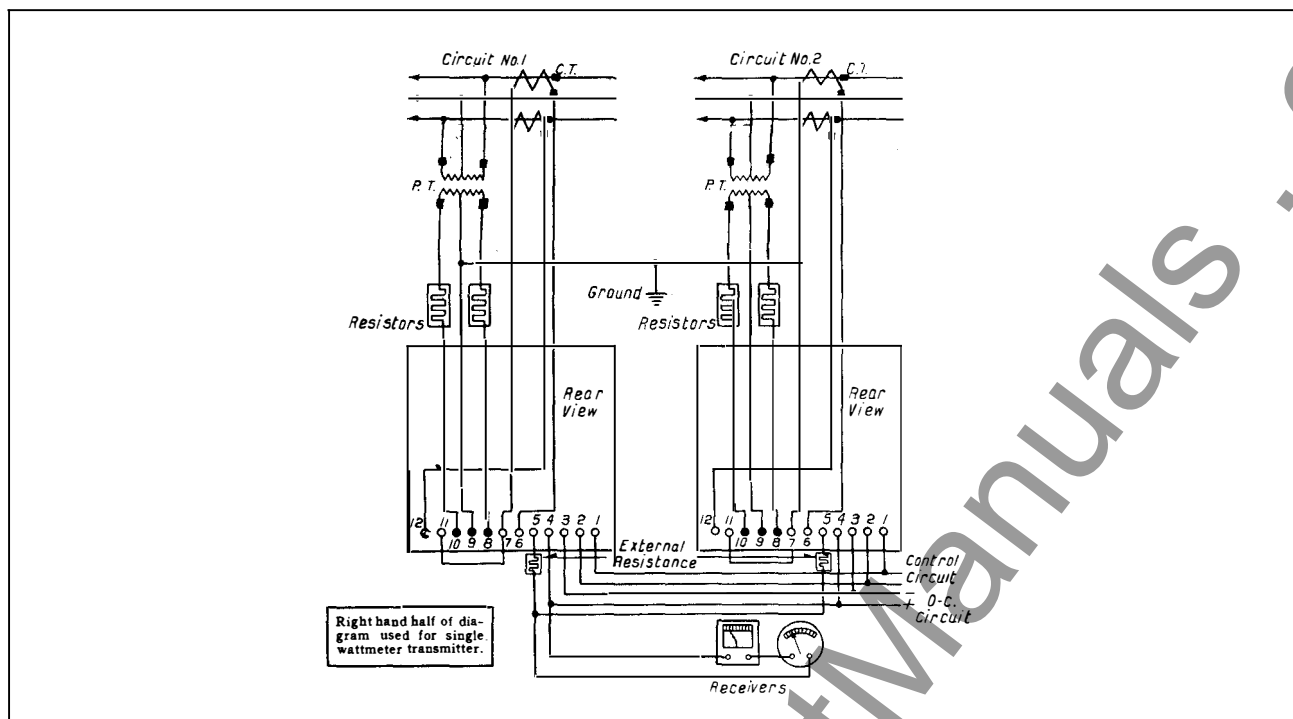 Circuit No.1
C.T.
Circuit No.2
C.T.
P.T.
P.T.
Ground
Resistors
Resistors
Rear
View
Rear
View
12 11 10 9 8 7 6 5 4 3 2 1
12 11 10 9 8 7 6 5 4 3 2 1
External
Resistance
Control
Circuit
-
+ D-C.
Circuit
Right hand half of dia-
gram used for single
wattmeter transmitter.
Receivers